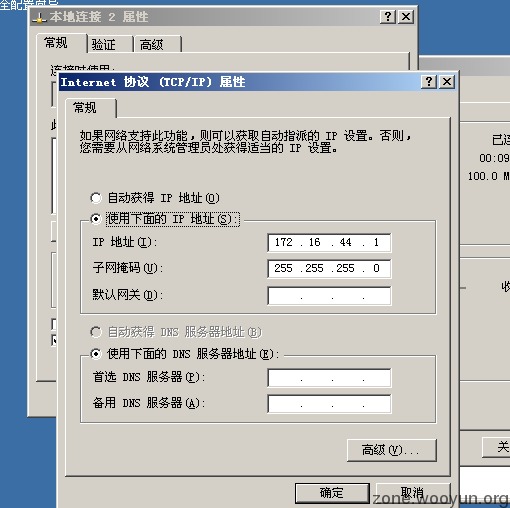 全配置向导
本地连接 2 属性
常规 验证 高级
连接时使用:
Internet 协议 (TCP/IP) 属性
常规
如果网络支持此功能，则可以获取自动指派的 IP 设置。否则，
您需要从网络系统管理员处获得适当的 IP 设置。
自动获得 IP 地址(O)
使用下面的 IP 地址(S):
IP 地址(I): 172 . 16 . 44 . 1
子网掩码(U): 255 .255 .255 . 0
默认网关(D): . . .
自动获得 DNS 服务器地址(B)
使用下面的 DNS 服务器地址(E):
首选 DNS 服务器(P): . . .
备用 DNS 服务器(A): . . .
高级(V)...
确定 取消
已连
00:09
100.0 M
收
关
zone.wooyun.org